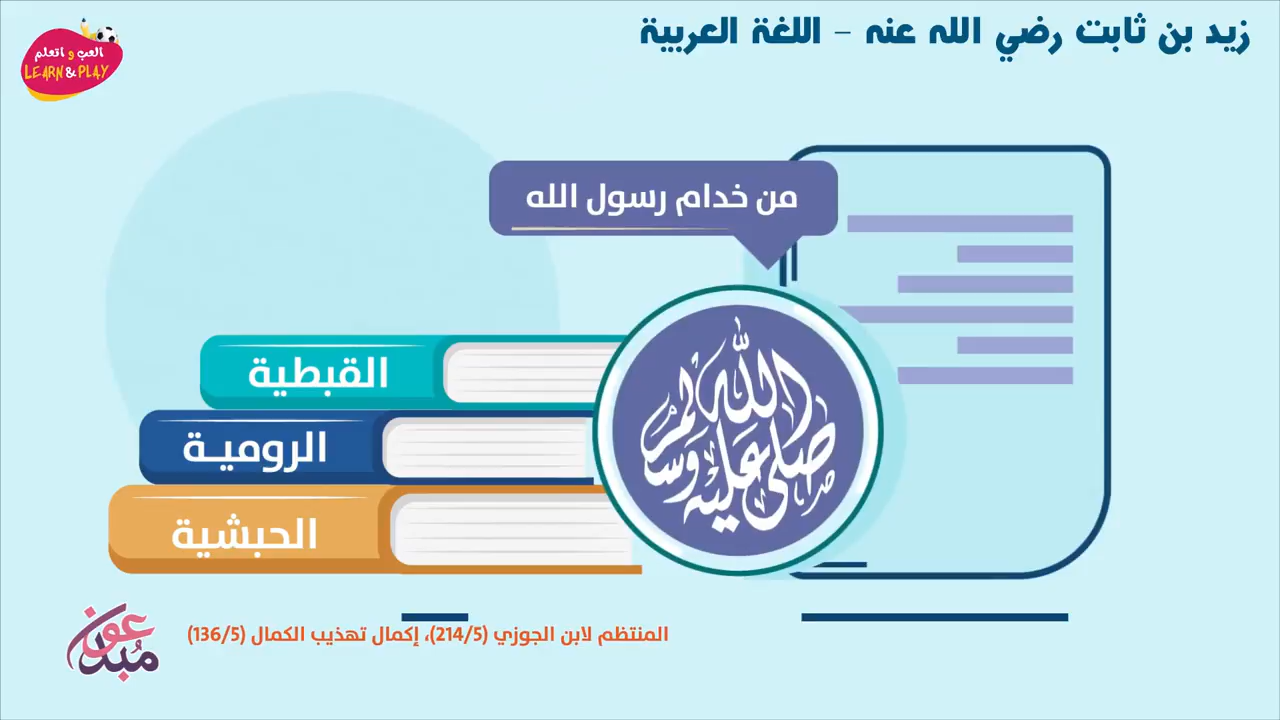 زيد بن ثابت رضي الله عنه – اللغة العربية
العب و اتعلم
LEARN & PLAY
من خدام رسول الله
صلى الله عليه وسلم
القبطية
الرومية
الحبشية
المنتظم لابن الجوزي (214/5)، إكمال تهذيب الكمال (136/5)
مبدعون